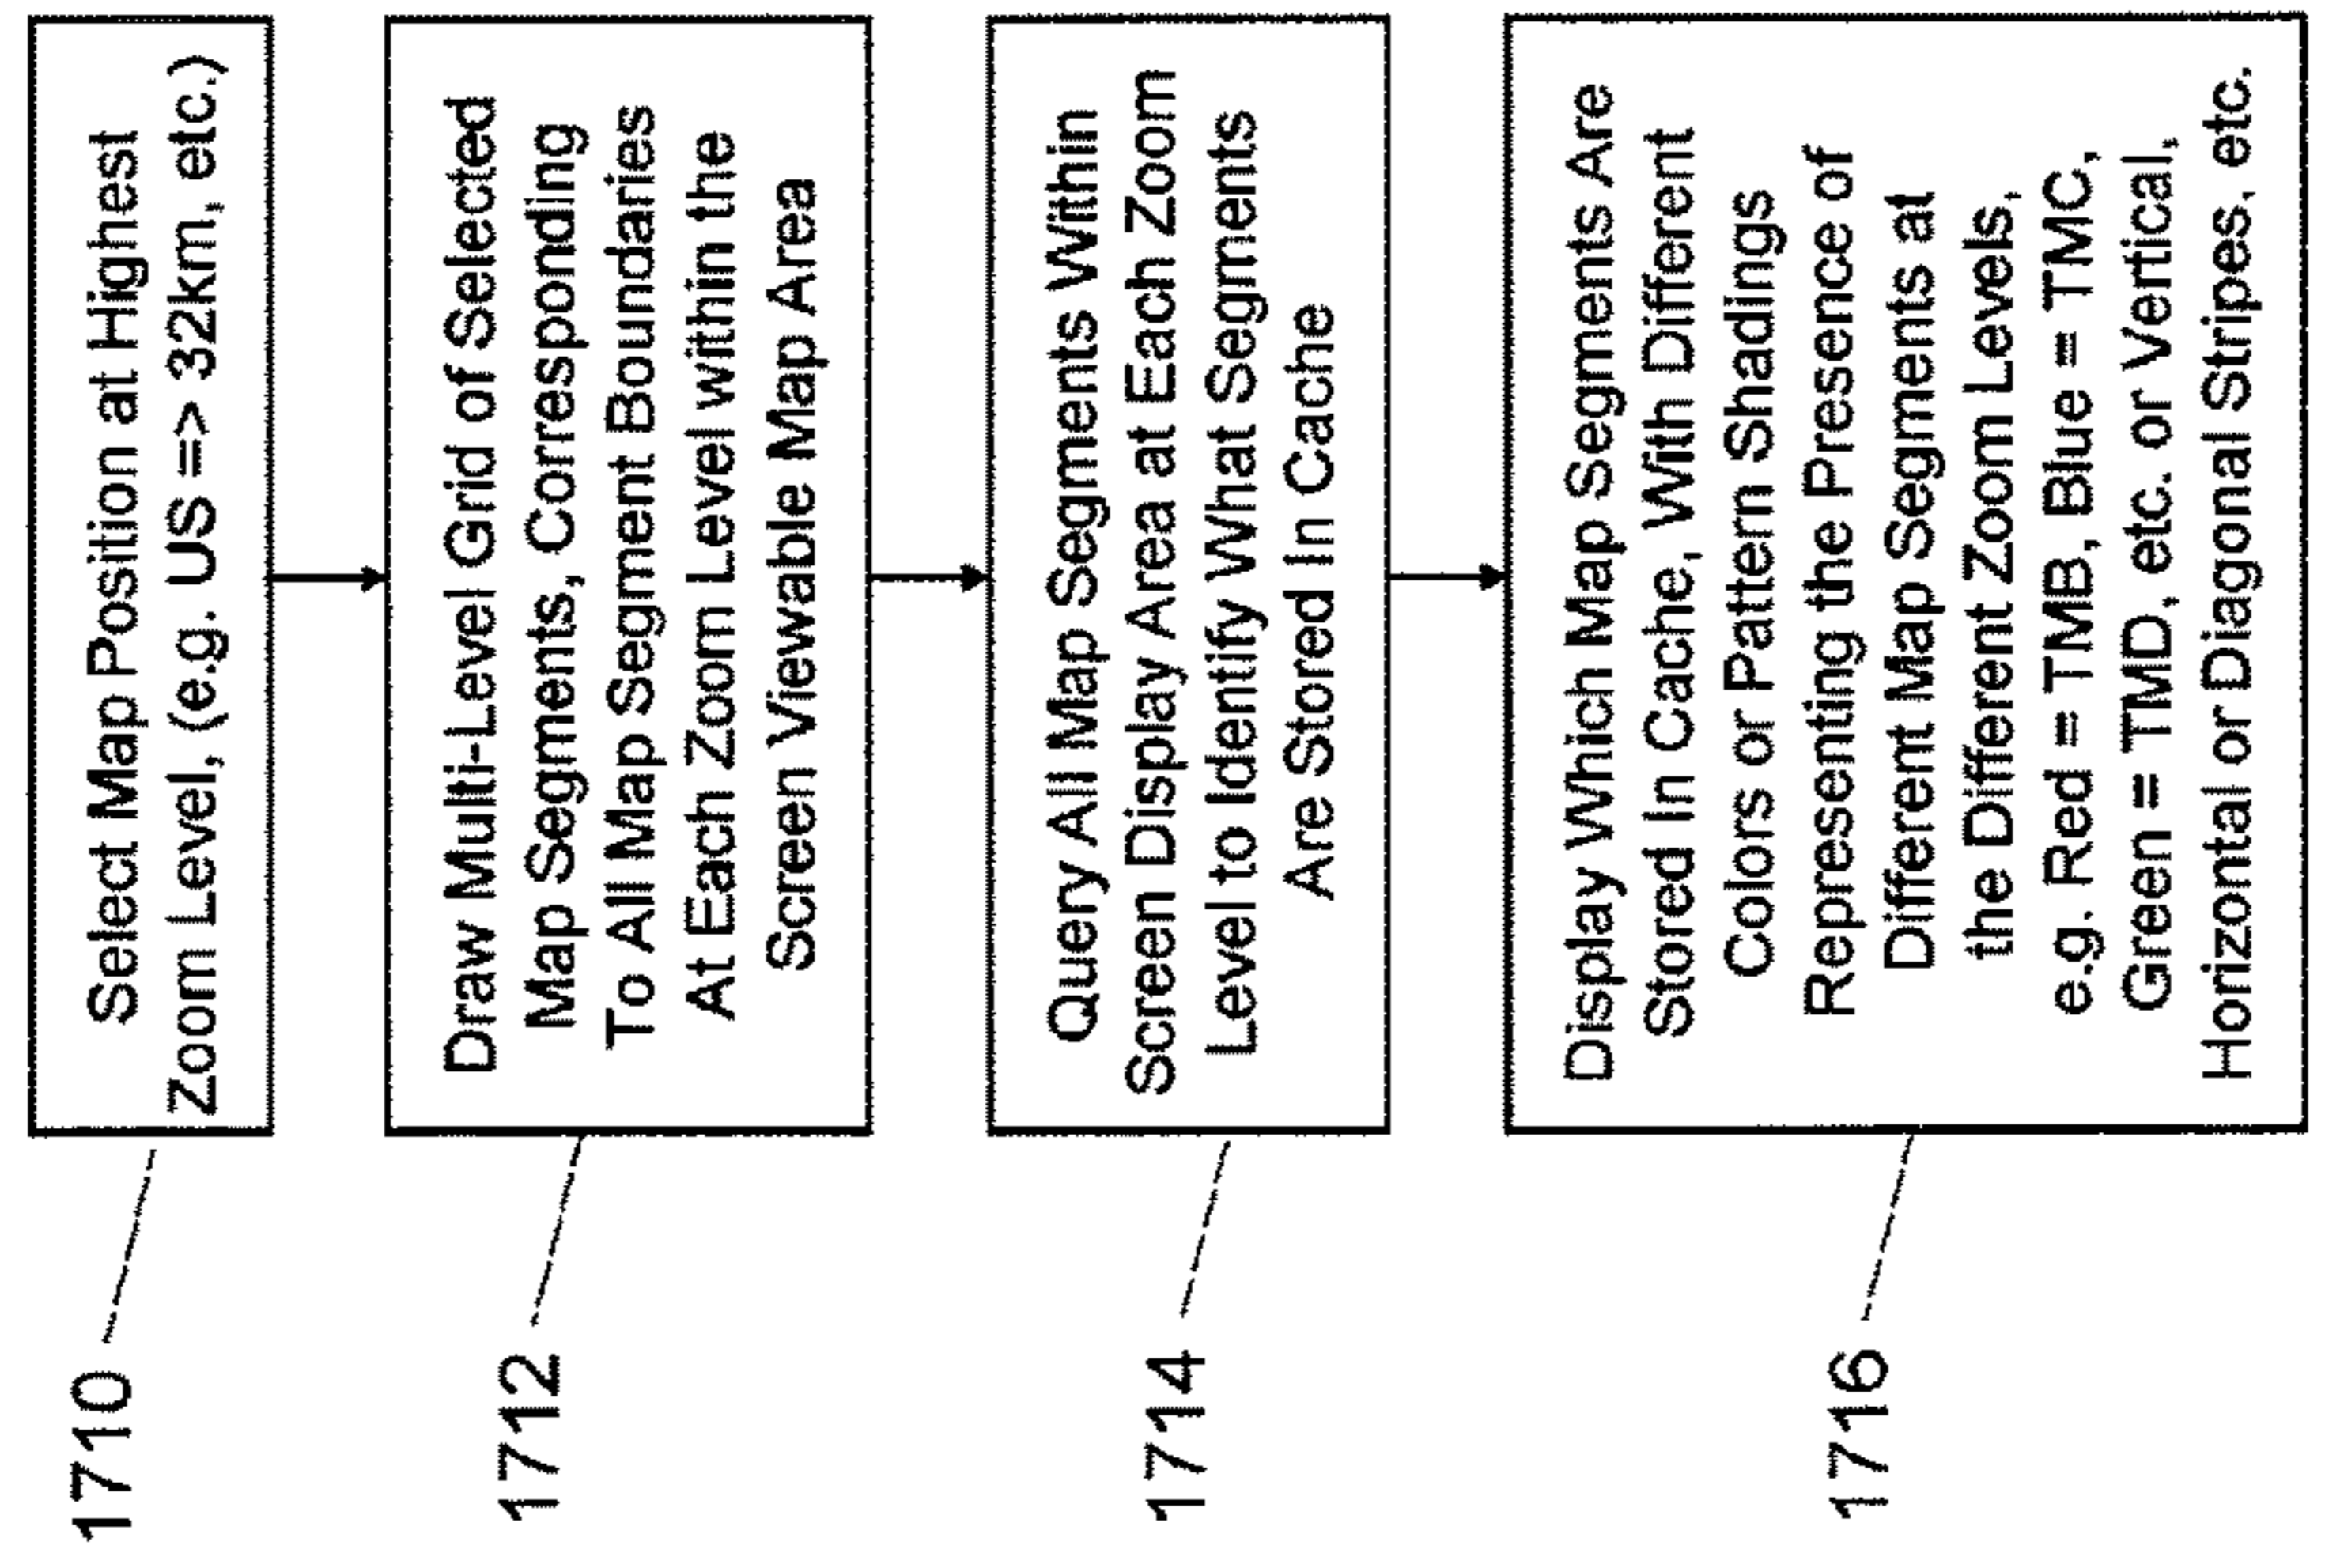 1710
Select Map Position at Highest
Zoom Level, (e.g. US => 32km, etc.)
1712
Draw Multi-Level Grid of Selected
Map Segments, Corresponding
To All Map Segment Boundaries
At Each Zoom Level within the
Screen Viewable Map Area
1714
Query All Map Segments Within
Screen Display Area at Each Zoom
Level to Identify What Segments
Are Stored In Cache
1716
Display Which Map Segments Are
Stored In Cache, With Different
Colors or Pattern Shadings
Representing the Presence of
Different Map Segments at
the Different Zoom Levels,
e.g. Red = TMB, Blue = TMC,
Green = TMD, etc. or Vertical,
Horizontal or Diagonal Stripes, etc.